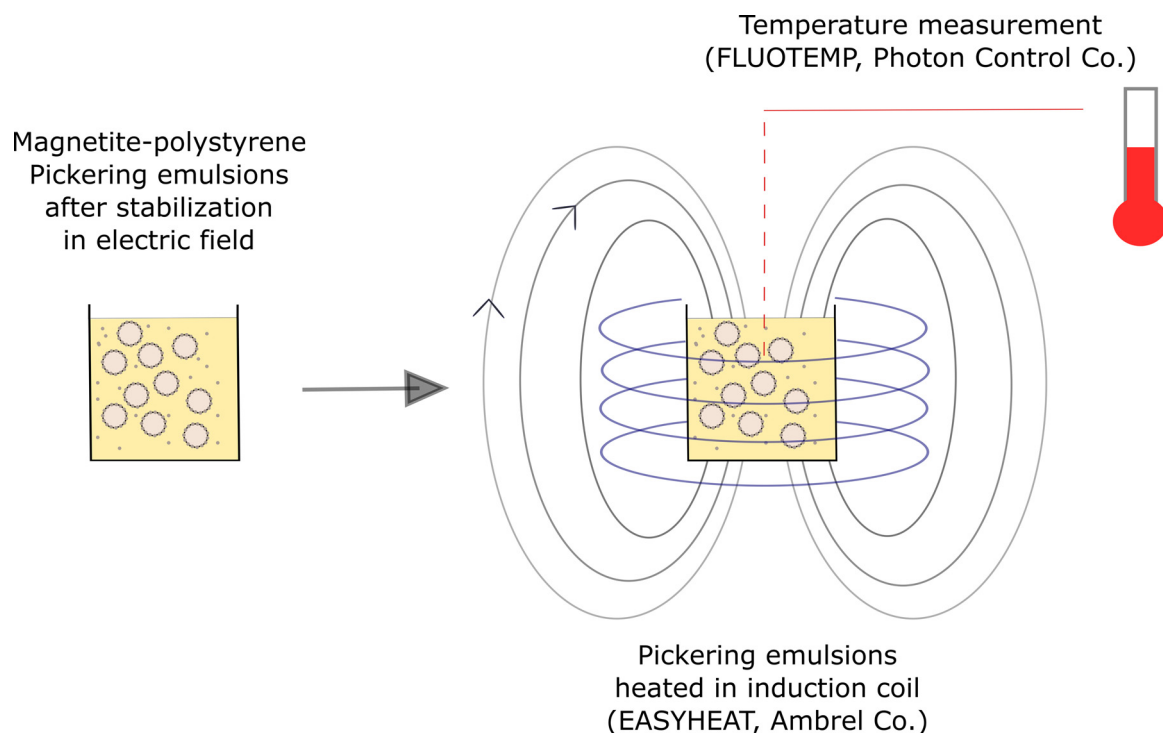 Temperature measurement
(FLUOTEMP, Photon Control Co.)
Magnetite-polystyrene
Pickering emulsions
after stabilization
in electric field
Pickering emulsions
heated in induction coil
(EASYHEAT, Ambrel Co.)